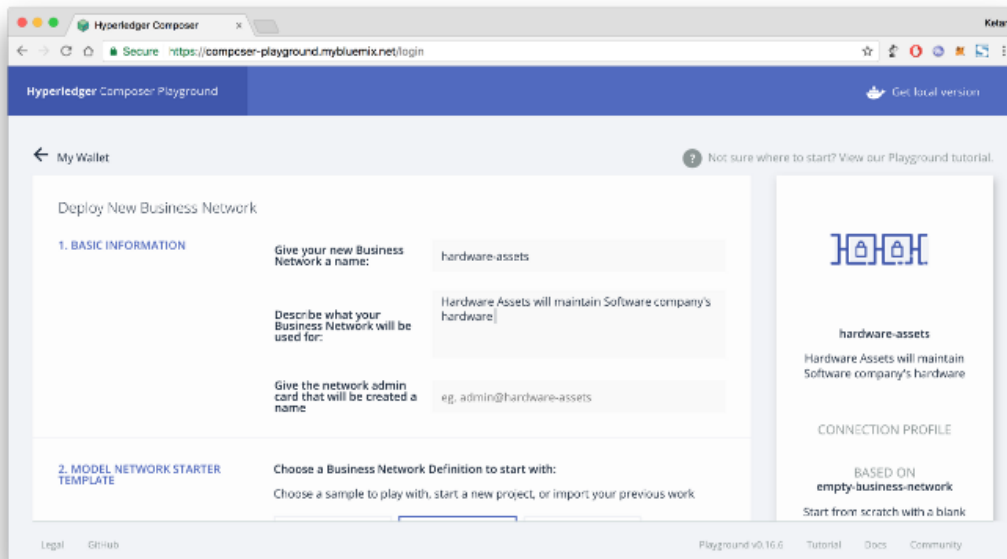 Hyperledger Composer
Secure https://composer-playground.mybluemix.net/login
Hyperledger Composer Playground
Get local version
My Wallet
? Not sure where to start? View our Playground tutorial.
Deploy New Business Network
1. BASIC INFORMATION
Give your new Business
Network a name:
hardware-assets
Describe what your
Business Network will be
used for:
Hardware Assets will maintain Software company's
hardware
Give the network admin
card that will be created a
name
eg. admin@hardware-assets
2. MODEL NETWORK STARTER
TEMPLATE
Choose a Business Network Definition to start with:
Choose a sample to play with, start a new project, or import your previous work
hardware-assets
Hardware Assets will maintain
Software company's hardware
CONNECTION PROFILE
BASED ON
empty-business-network
Start from scratch with a blank
Legal GitHub
Playground v0.16.6 Tutorial Docs Community